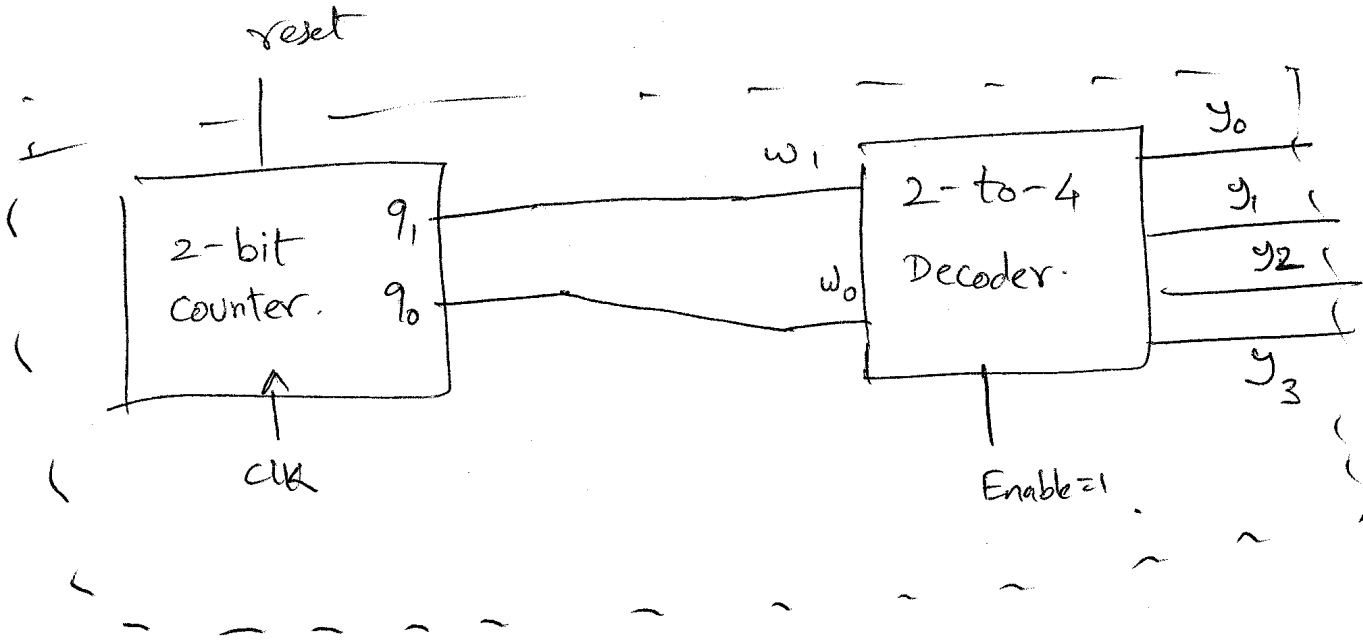 reset
2-bit
counter.
q1
q0
clk
w1
w0
2-to-4
Decoder.
Enable=1
y0
y1
y2
y3